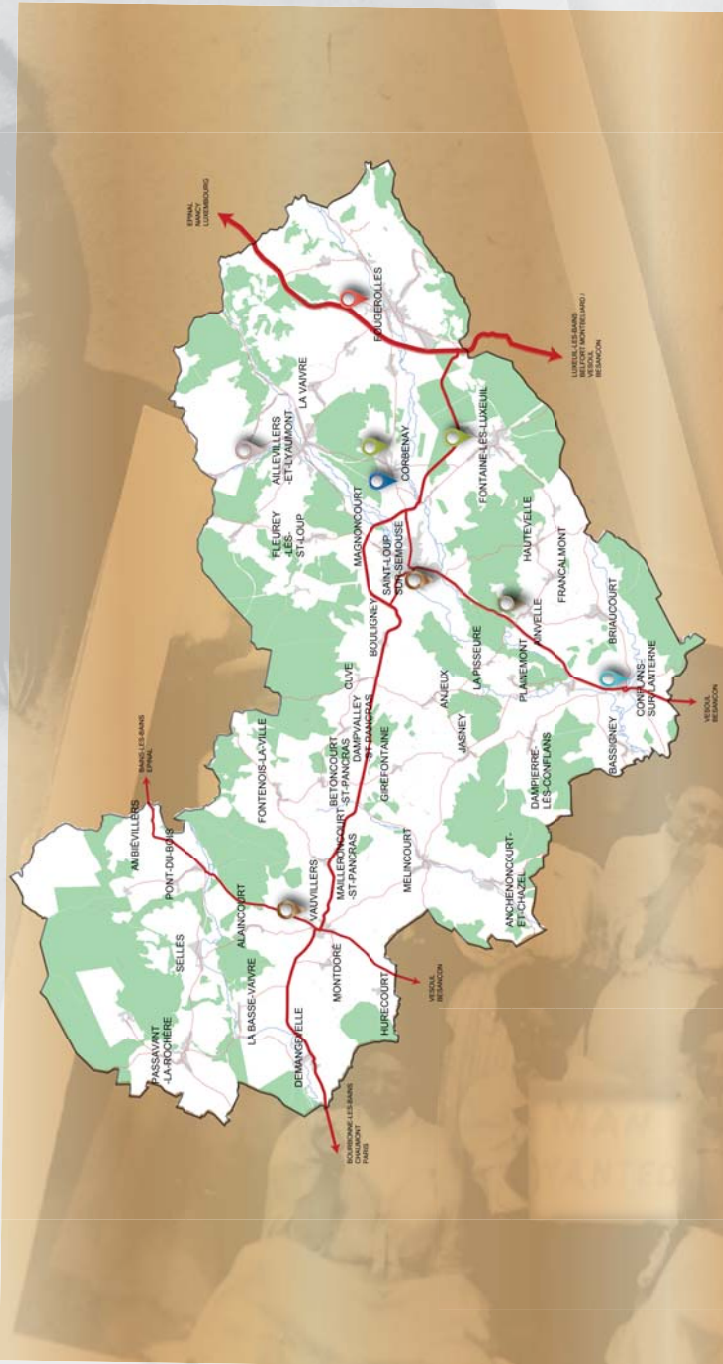 EPINAL
NANCY
LUXEMBOURG
FOUGEROLLES
LUXEUIL-LES-BAINS
BELFORT MONTBELIARD /
VESOUL
BESANCON
LA VAIVRE
AILLEVILLERS
-ET-LYAUMONT
CORBENAY
FONTAINE-LES-LUXEUIL
FLEUREY
-LES-
ST-LOUP
MAGNONCOURT
SAINT-LOUP
SUR-SEMOUSE
HAUTEVELLE
FRANCALMONT
BOULIGNEY
AINVELLE
BRIAUCOURT
LA PISSEURE
PLAINEMONT
CONFLANS-
SUR-LANTERNE
CUVE
ANJEUX
VESOUL
BESANCON
DAMPVALLEY
ST-PANCRAS
JASNEY
BASSIGNEY
BETONCOURT
-ST-PANCRAS
GIREFONTAINE
DAMPIERRE-
LES-CONFLANS
FONTENOIS-LA-VILLE
BAINS-LES-BAINS
EPINAL
MAILLERONCOURT
-ST-PANCRAS
MELINCOURT
ANCHENONCOURT-
ET-CHAZEL
AMBIEVILLERS
PONT-DU-BOIS
VAUVILLERS
ALAINCOURT
SELLES
MONTDORÉ
VESOUL
BESANCON
LA BASSE-VAIVRE
HURECOURT
PASSAVANT
-LA-ROCHÈRE
DEMANGEVELLE
BOURBONNE-LES-BAINS
CHAUMONT
PARIS